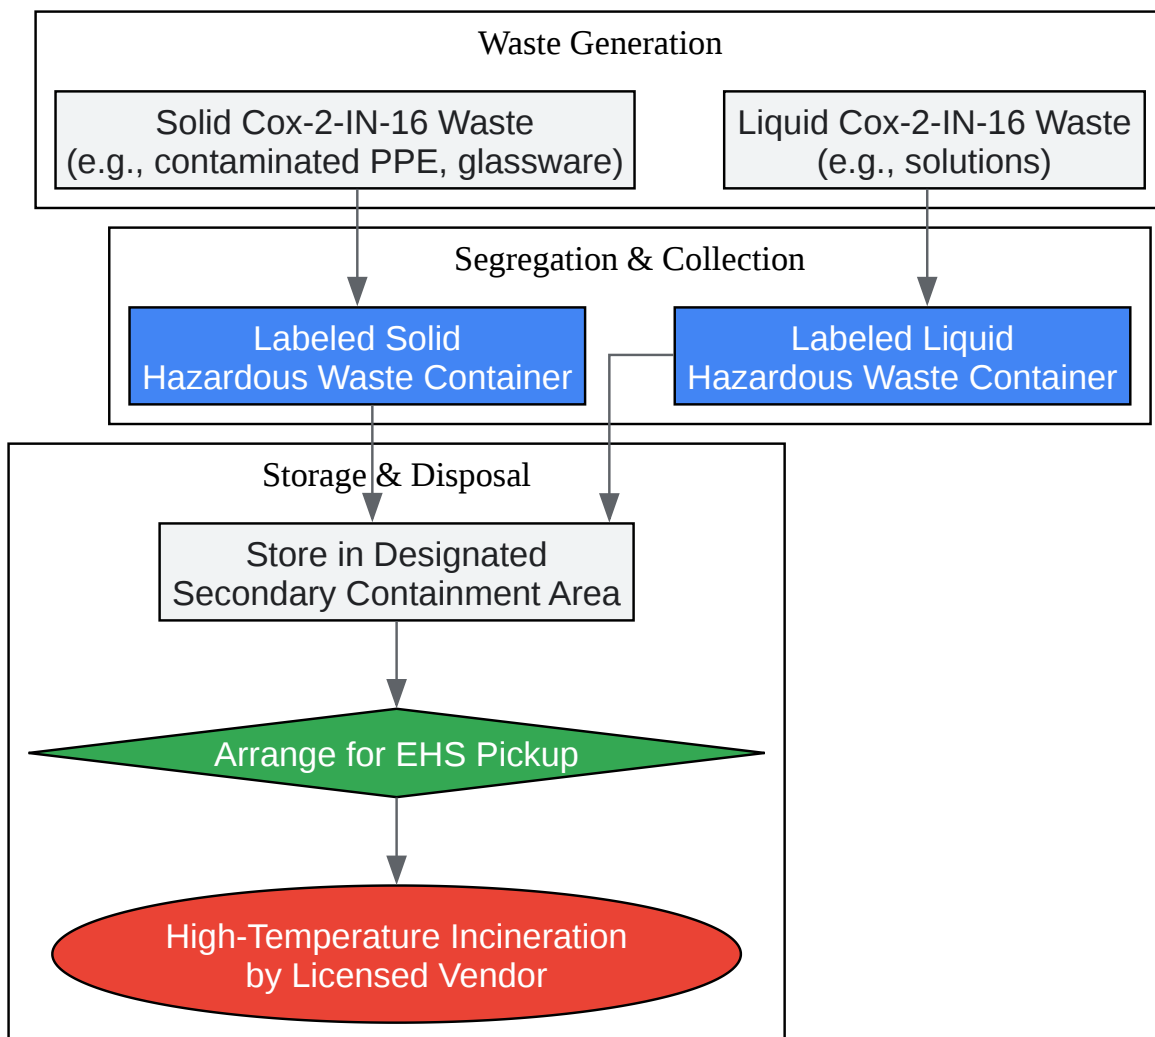 Waste Generation
Solid Cox-2-IN-16 Waste
(e.g., contaminated PPE, glassware)
Liquid Cox-2-IN-16 Waste
(e.g., solutions)
Segregation & Collection
Labeled Solid
Hazardous Waste Container
Labeled Liquid
Hazardous Waste Container
Storage & Disposal
Store in Designated
Secondary Containment Area
Arrange for EHS Pickup
High-Temperature Incineration
by Licensed Vendor